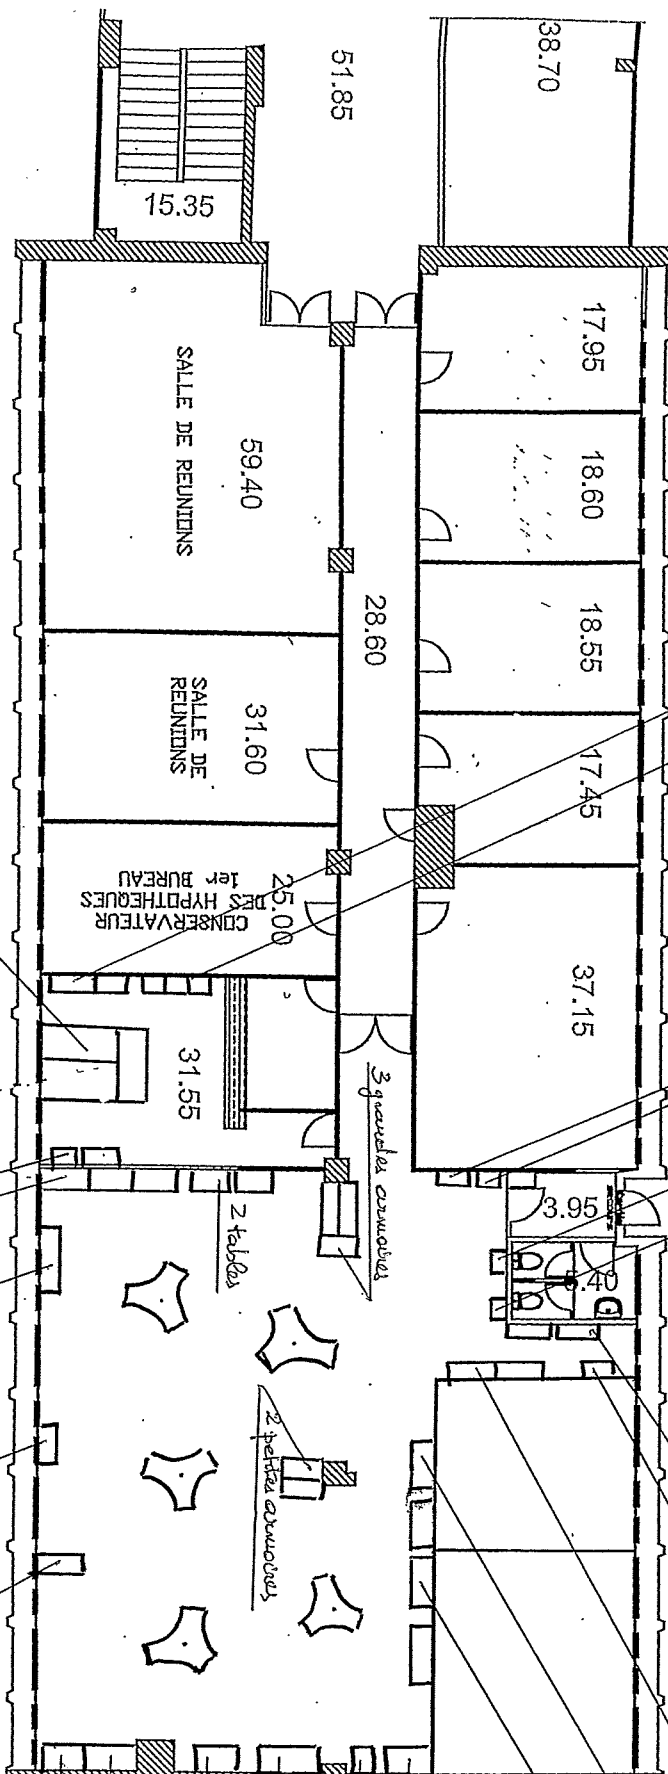 38.70
51.85
15.35
17.95
SALLE DE REUNIONS
59.40
18.60
28.60
18.55
SALLE DE
REUNIONS
31.60
17.45
CONSERVATEUR
DES HYPOTHEQUES
1er BUREAU
25.00
37.15
31.55
3 grandes armoires
3.95
2 tables
5.40
2 petites armoires